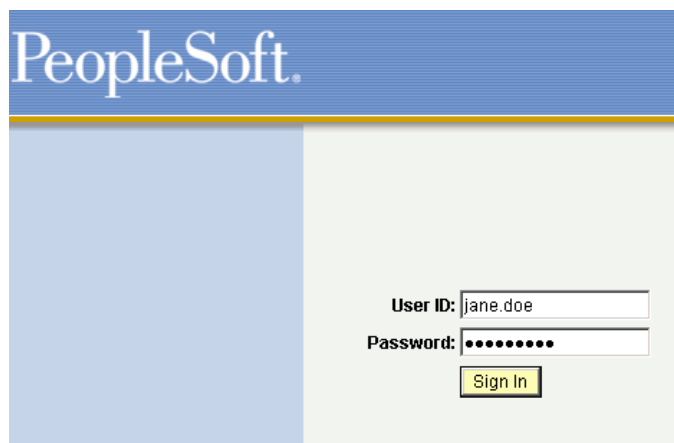 PeopleSoft.
User ID: jane.doe
Password: •••••••••
Sign In